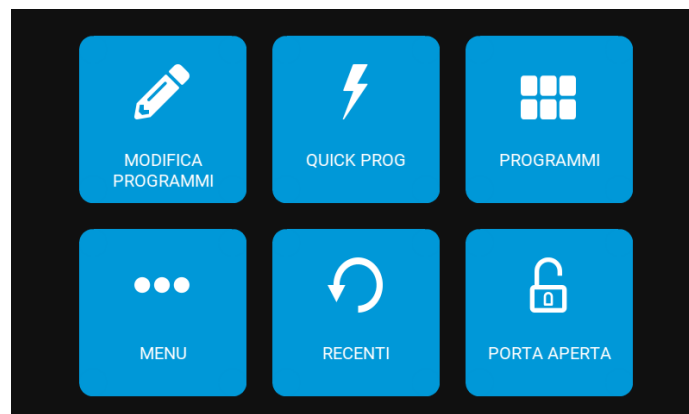 MODIFICA
PROGRAMMI
QUICK PROG
PROGRAMMI
MENU
RECENTI
PORTA APERTA